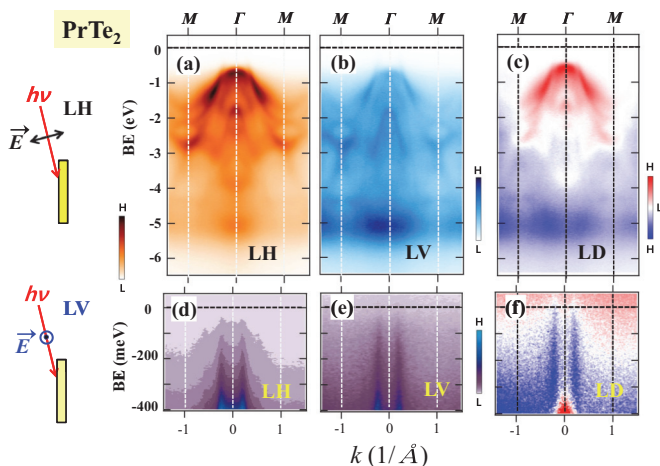 PrTe₂
M Γ M
M Γ M
M Γ M
hν
LH
E
(a)
(b)
(c)
BE (eV)
0
-1
-2
-3
-4
-5
-6
H
L
LH
H
L
LV
H
L
H
LD
hν
LV
E
(d)
(e)
(f)
BE (meV)
0
-200
-400
LH
LV
H
L
LD
-1 0 1
-1 0 1
-1 0 1
k (1/Å)